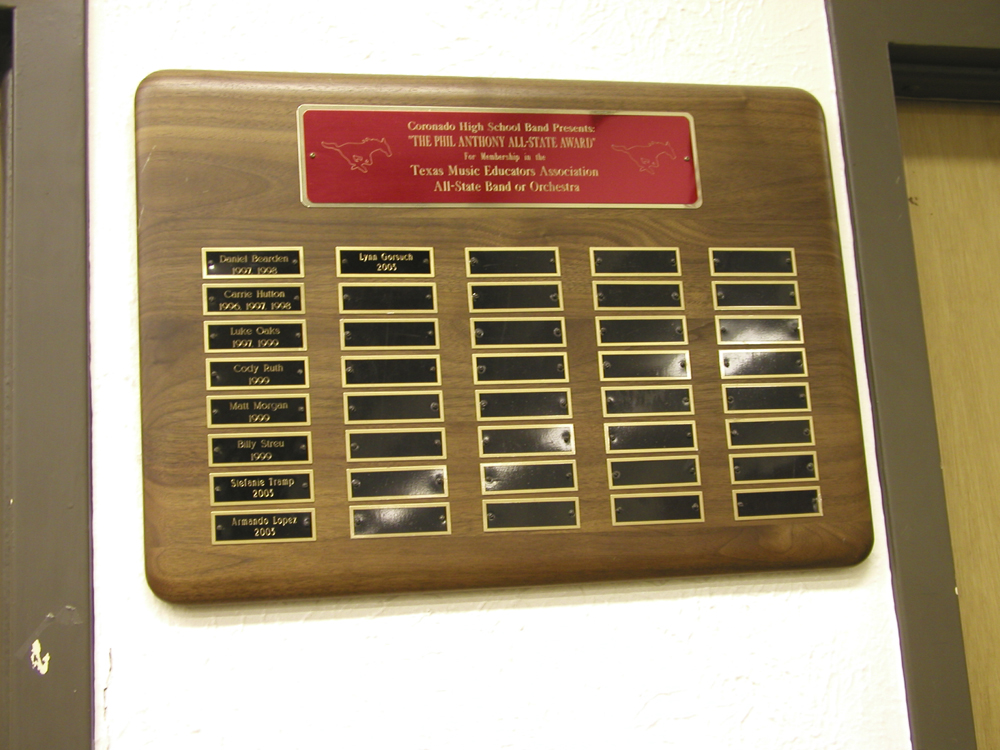 Coronado High School Band Presents:
"THE PHIL ANTHONY ALL-STATE AWARD"
For Membership in the
Texas Music Educators Association
All-State Band or Orchestra
Daniel Bearden
1997, 1998
Carrie Hutton
1996, 1997, 1998
Luke Oaks
1997, 1999
Cody Ruth
1999
Matt Morgan
1999
Billy Streu
1999
Stefanie Tramp
2005
Armando Lopez
2005
Lynn Gorsuch
2005